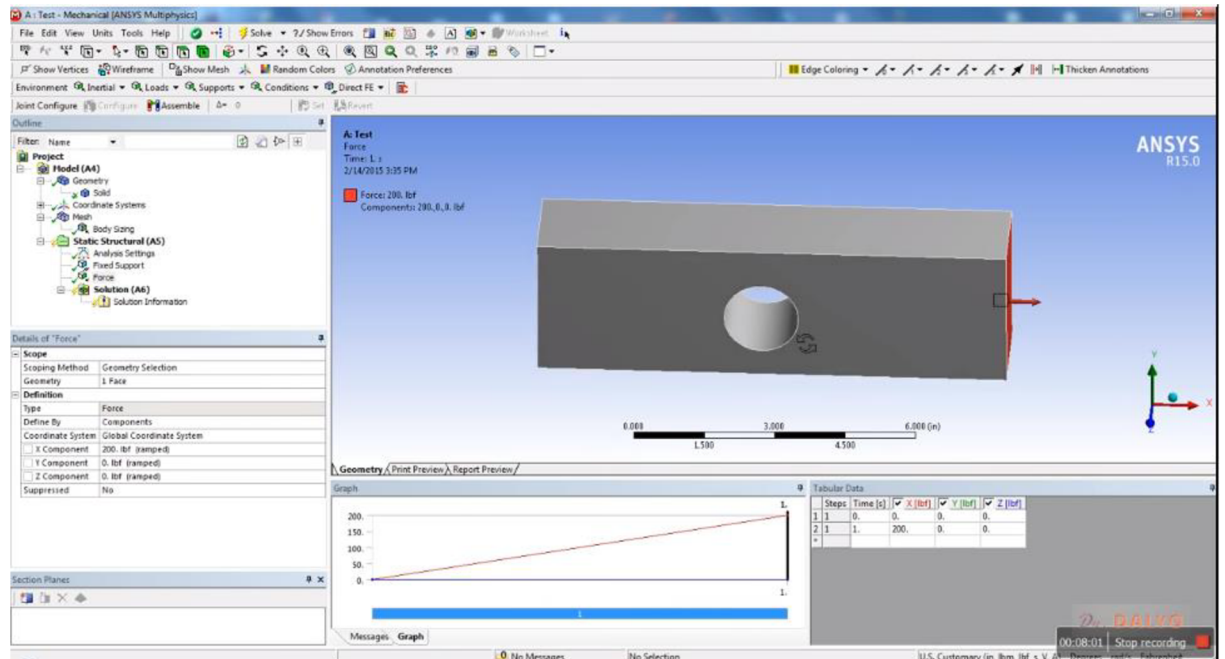 A : Test - Mechanical [ANSYS Multiphysics]
File Edit View Units Tools Help Solve ?/ Show Errors Worksheet
Show Vertices Wireframe Show Mesh Random Colors Annotation Preferences Edge Coloring Thicken Annotations
Environment Inertial Loads Supports Conditions Direct FE
Joint Configure Configure Assemble Δ= 0 Set Revert
Outline
Filter: Name
Project
Model (A4)
Geometry
Solid
Coordinate Systems
Mesh
Body Sizing
Static Structural (A5)
Analysis Settings
Fixed Support
Force
Solution (A6)
Solution Information
Details of "Force"
Scope
Scoping Method Geometry Selection
Geometry 1 Face
Definition
Type Force
Define By Components
Coordinate System Global Coordinate System
X Component 200. lbf (ramped)
Y Component 0. lbf (ramped)
Z Component 0. lbf (ramped)
Suppressed No
Section Planes
A: Test
Force
Time: 1. s
2/14/2015 3:35 PM
Force: 200. lbf
Components: 200.,0.,0. lbf
ANSYS
R15.0
Y
X
Z
0.000 3.000 6.000 (in)
1.500 4.500
Geometry Print Preview Report Preview
Graph
1.
200.
150.
100.
50.
0.
1.
1
Messages Graph
Tabular Data
Steps Time [s] X [lbf] Y [lbf] Z [lbf]
1 1 0. 0. 0. 0.
2 1 1. 200. 0. 0.
*
00:08:01 Stop recording
No Messages No Selection U.S. Customary (in, lbm, lbf, s, V, A)